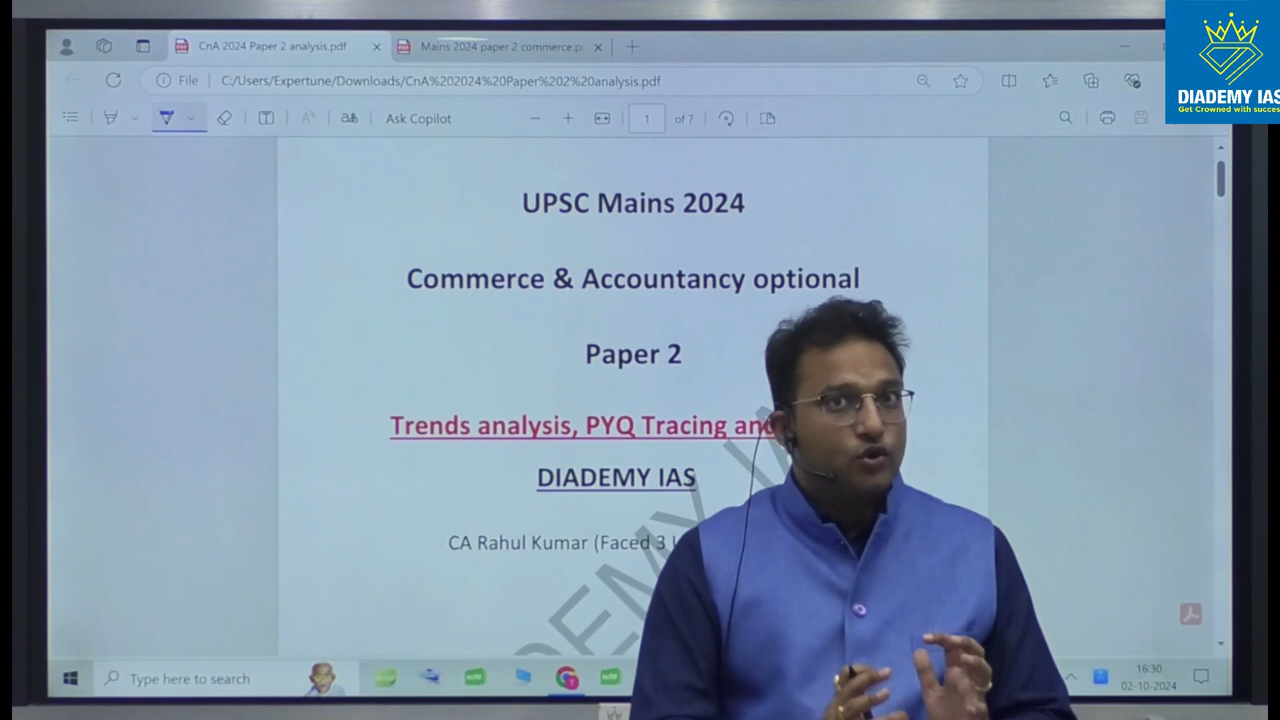 CnA 2024 Paper 2 analysis.pdf
Mains 2024 paper 2 commerce.p
File
C:/Users/Expertune/Downloads/CnA%202024%20Paper%202%20analysis.pdf
Ask Copilot
1 of 7
DIADEMY IAS
Get Crowned with succes
UPSC Mains 2024
Commerce & Accountancy optional
Paper 2
Trends analysis, PYQ Tracing and
DIADEMY IAS
CA Rahul Kumar (Faced 3
DEMY IA
Type here to search
16:30
02-10-2024